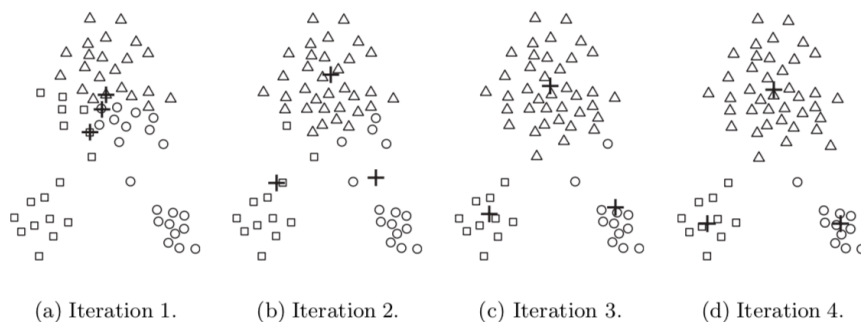 (a) Iteration 1.
(b) Iteration 2.
(c) Iteration 3.
(d) Iteration 4.